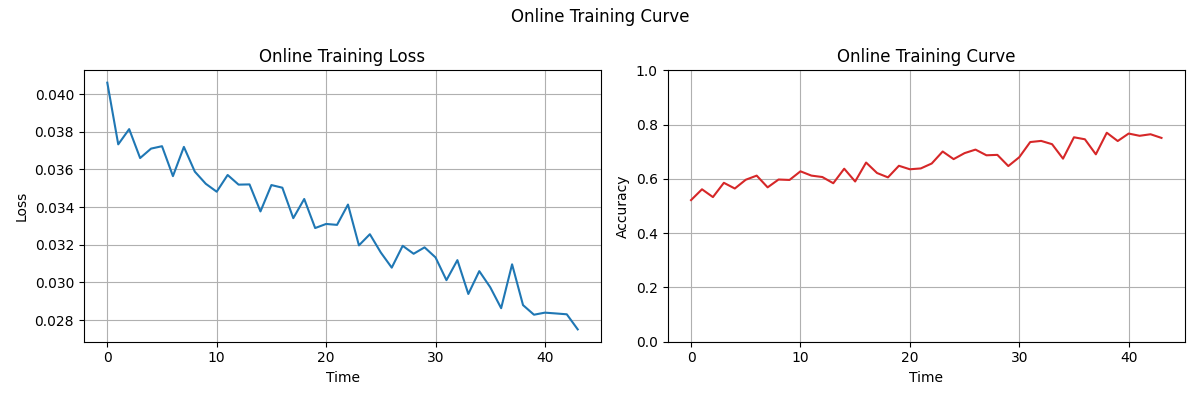 Online Training Curve
Online Training Loss
0.040
0.038
0.036
0.034
0.032
0.030
0.028
Loss
0 10 20 30 40
Time
Online Training Curve
1.0
0.8
0.6
0.4
0.2
0.0
Accuracy
0 10 20 30 40
Time